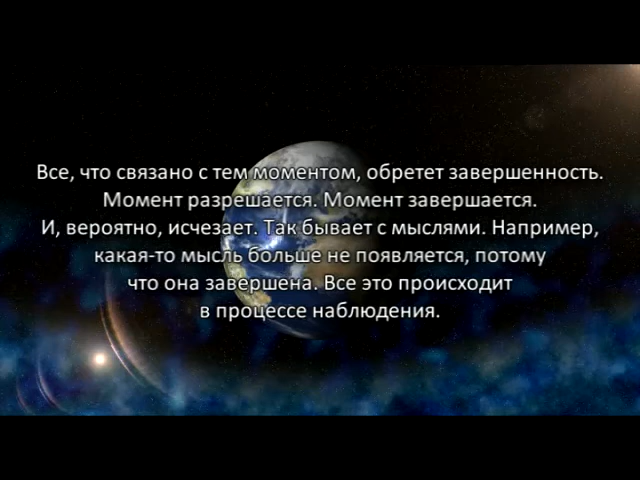 Все, что связано с тем моментом, обретет завершенность.
Момент разрешается. Момент завершается.
И, вероятно, исчезает. Так бывает с мыслями. Например,
какая-то мысль больше не появляется, потому
что она завершена. Все это происходит
в процессе наблюдения.